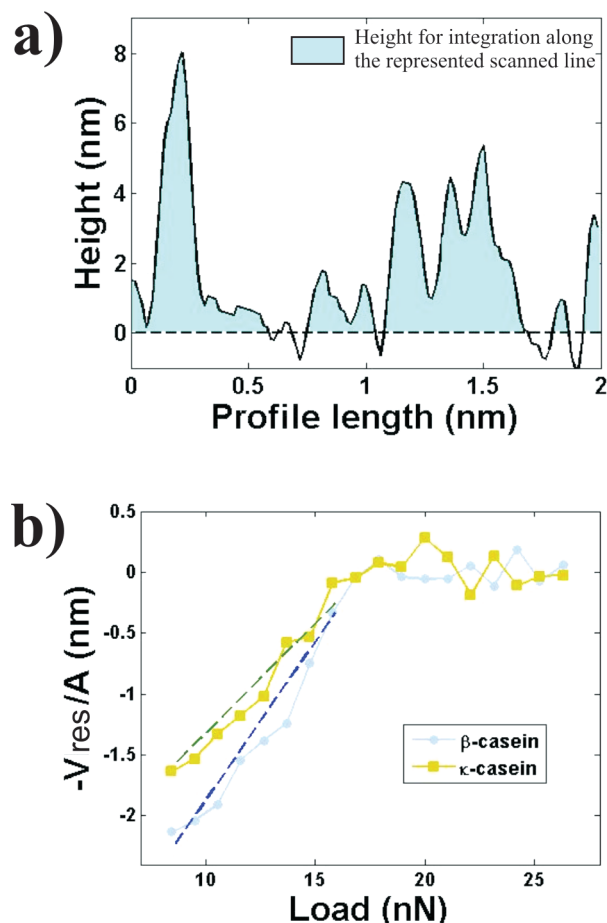 a)
Height for integration along
the represented scanned line
Height (nm)
8
6
4
2
0
0
0.5
1
1.5
2
Profile length (nm)
b)
-Vres/A (nm)
0.5
0
-0.5
-1
-1.5
-2
β-casein
κ-casein
10
15
20
25
Load (nN)